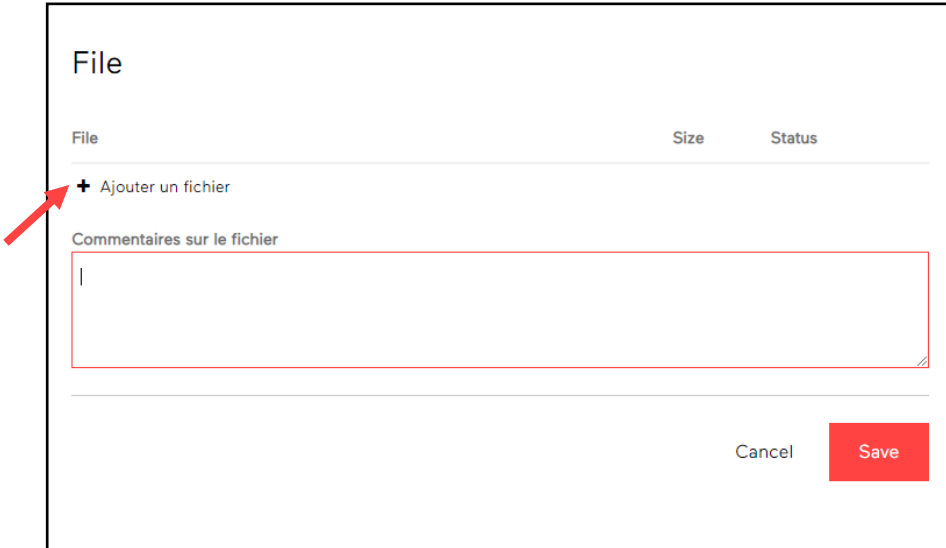 File
File Size Status
+ Ajouter un fichier
Commentaires sur le fichier
Cancel Save